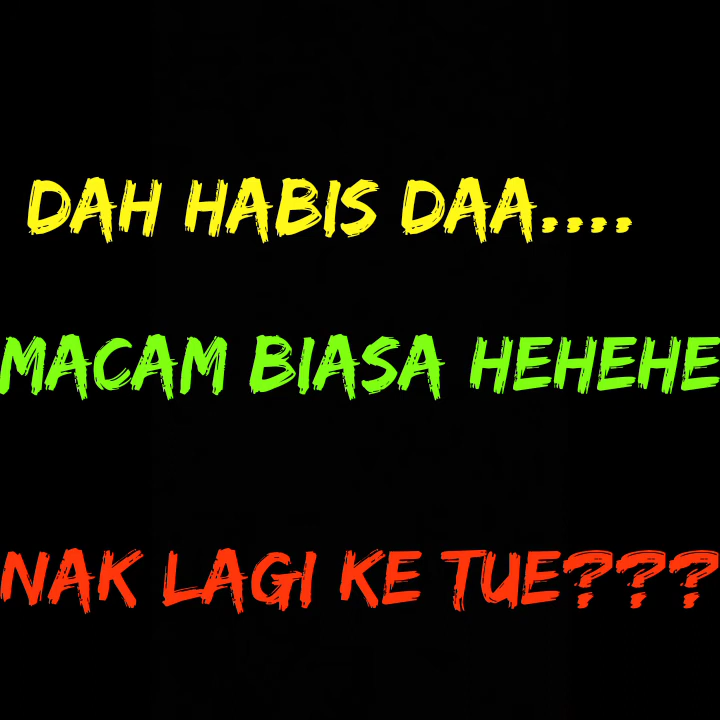 DAH HABIS DAA....
MACAM BIASA HEHEHE
NAK LAGI KE TUE???